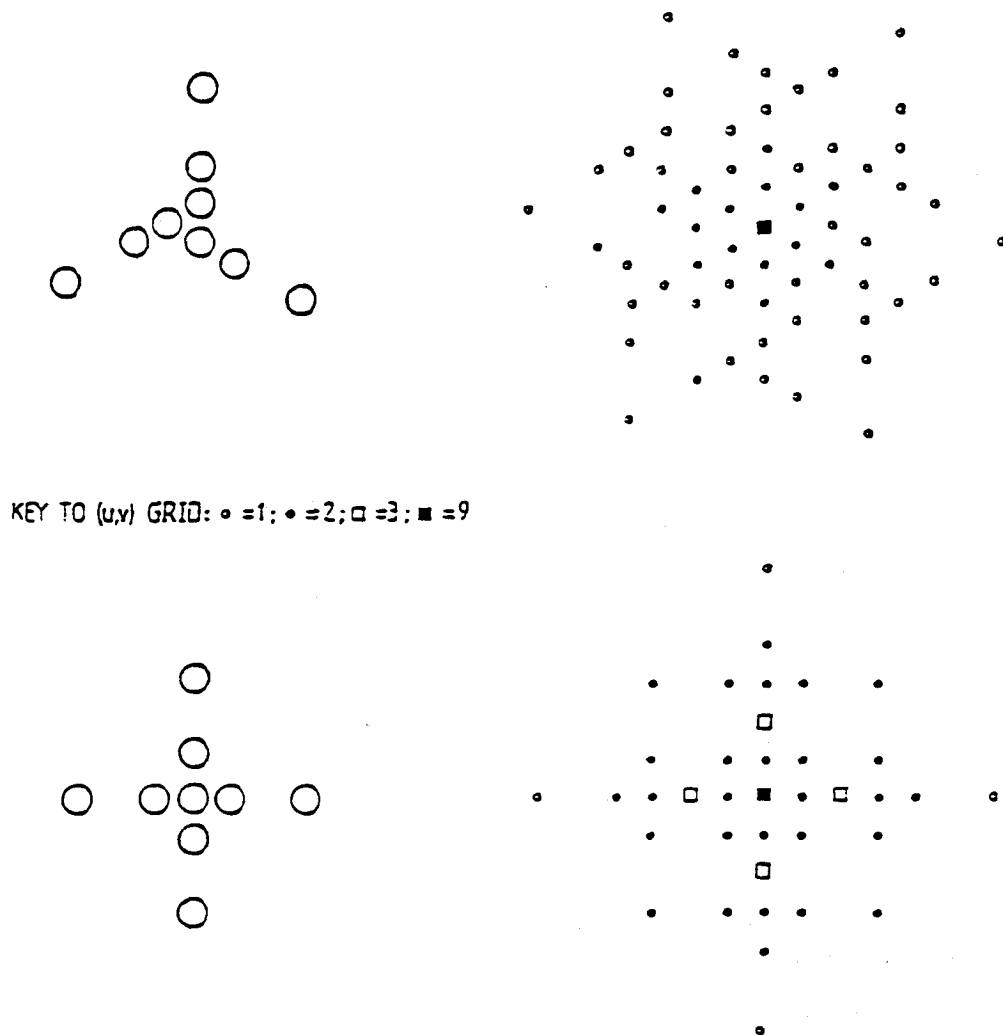 KEY TO (u,v) GRID: o =1; • =2; □ =3; ■ =9